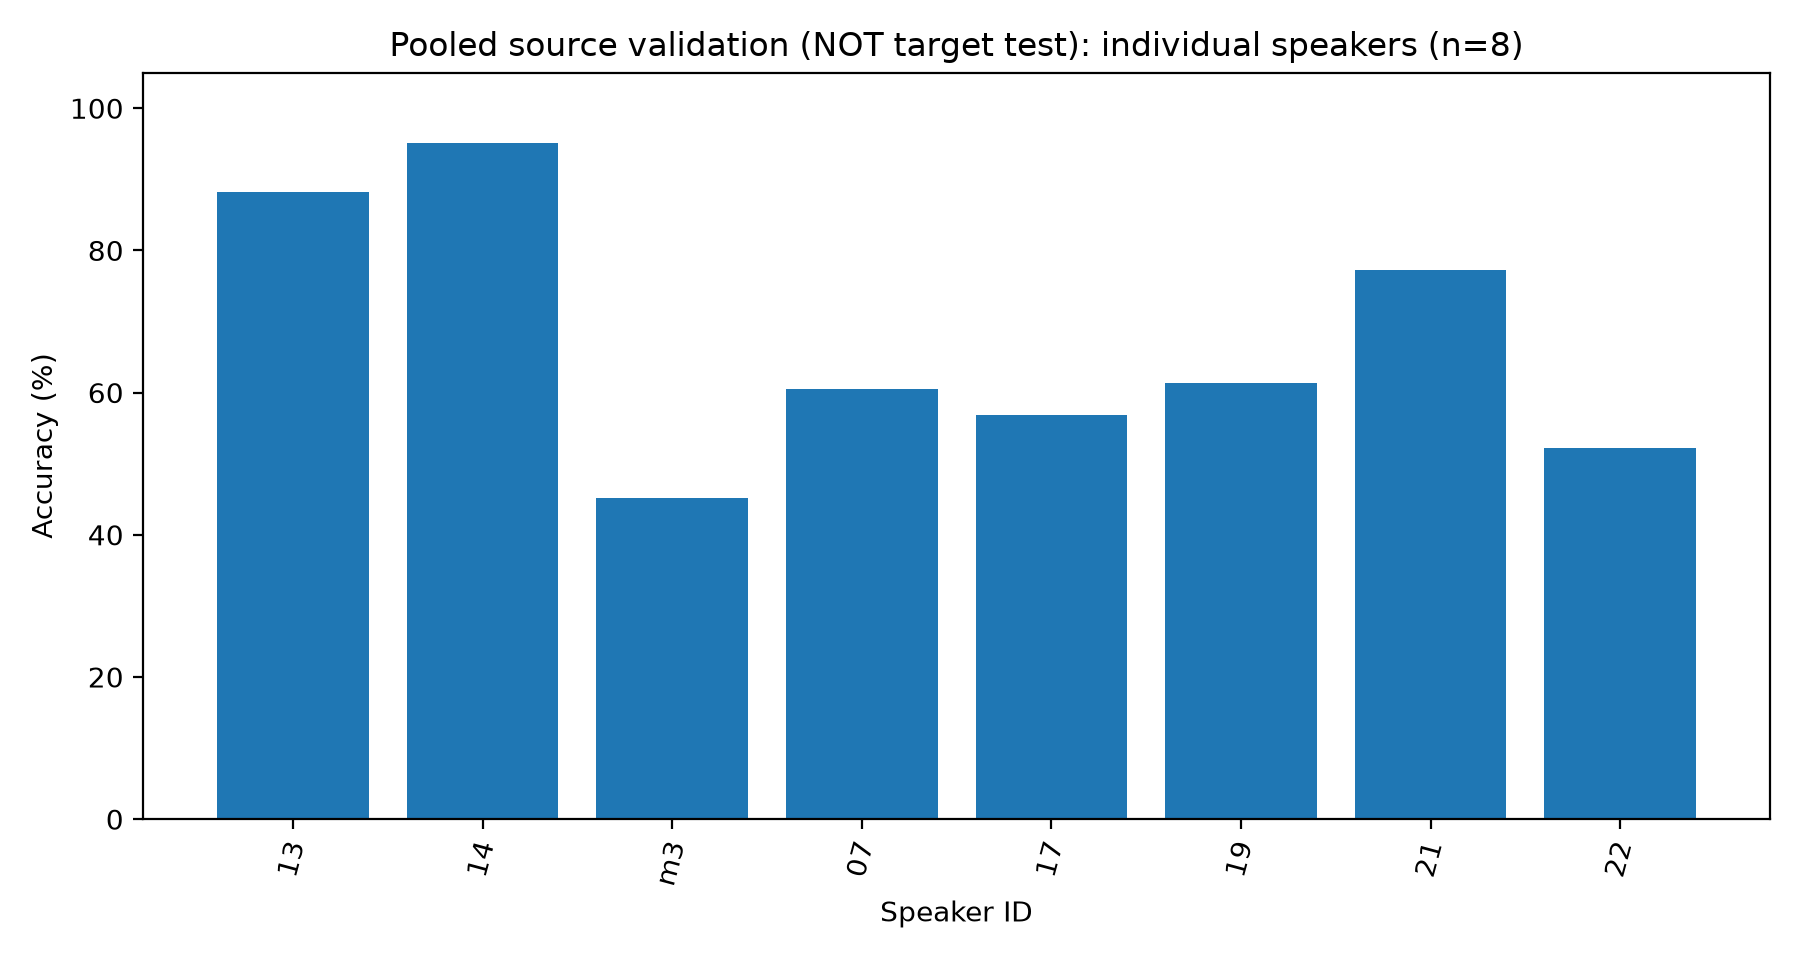 Pooled source validation (NOT target test): individual speakers (n=8)
Accuracy (%)
100
80
60
40
20
0
13 14 m3 07 17 19 21 22
Speaker ID